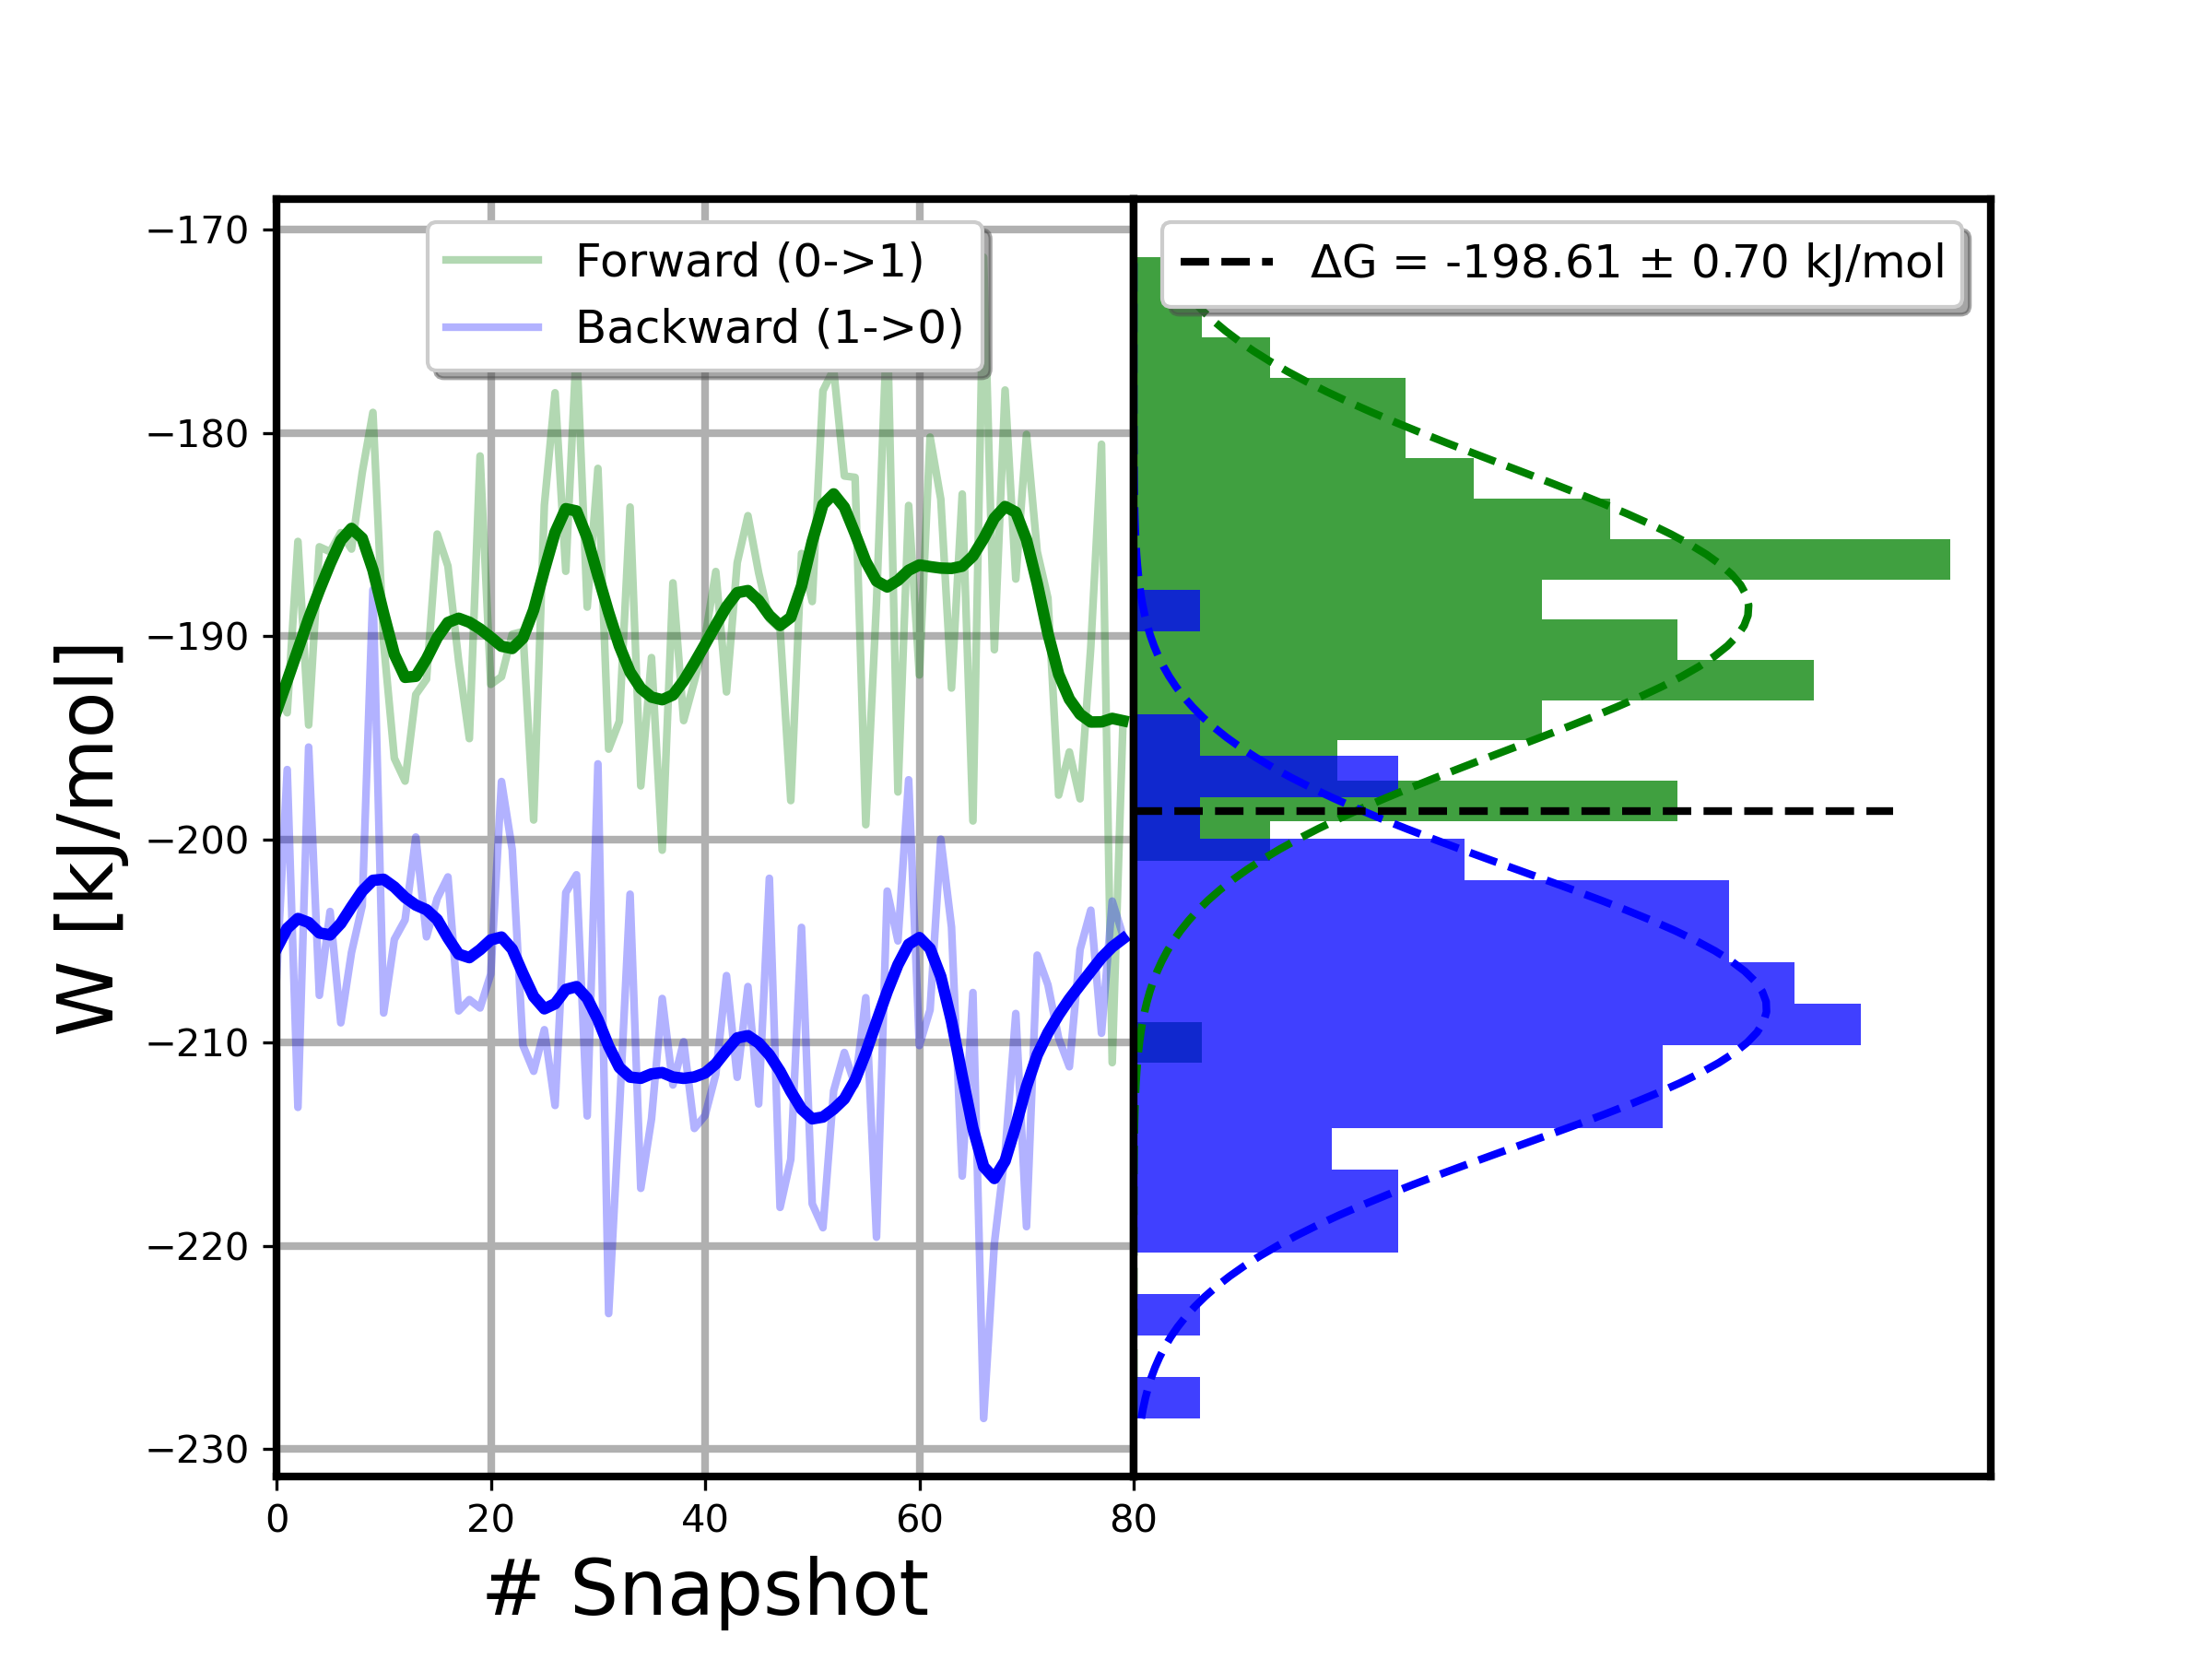 Forward (0->1)
Backward (1->0)
ΔG = -198.61 ± 0.70 kJ/mol
−170
−180
−190
−200
−210
−220
−230
W [kJ/mol]
0 20 40 60 80
# Snapshot